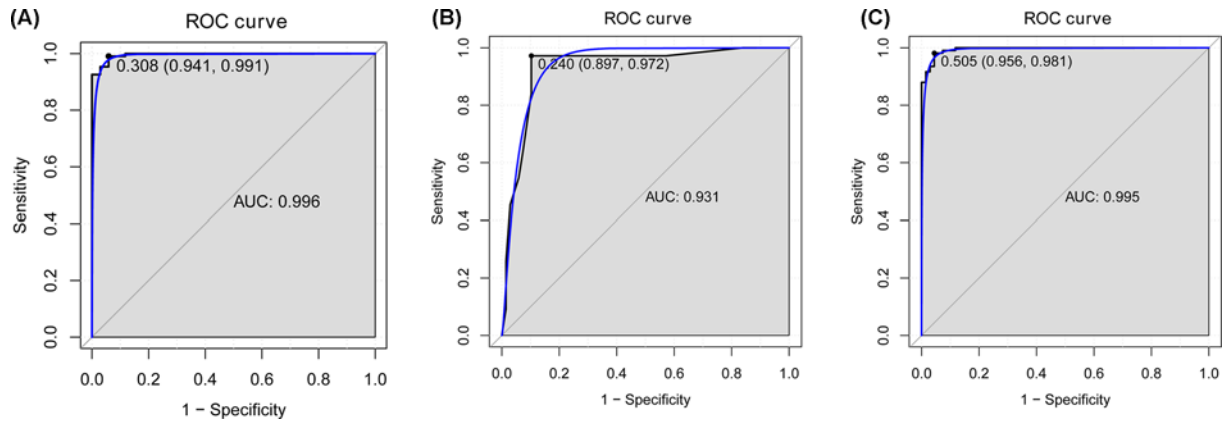 (A)
ROC curve
1.0
0.8
0.6
0.4
0.2
0.0
Sensitivity
0.308 (0.941, 0.991)
AUC: 0.996
0.0 0.2 0.4 0.6 0.8 1.0
1 − Specificity
(B)
ROC curve
1.0
0.8
0.6
0.4
0.2
0.0
Sensitivity
0.240 (0.897, 0.972)
AUC: 0.931
0.0 0.2 0.4 0.6 0.8 1.0
1 − Specificity
(C)
ROC curve
1.0
0.8
0.6
0.4
0.2
0.0
Sensitivity
0.505 (0.956, 0.981)
AUC: 0.995
0.0 0.2 0.4 0.6 0.8 1.0
1 − Specificity